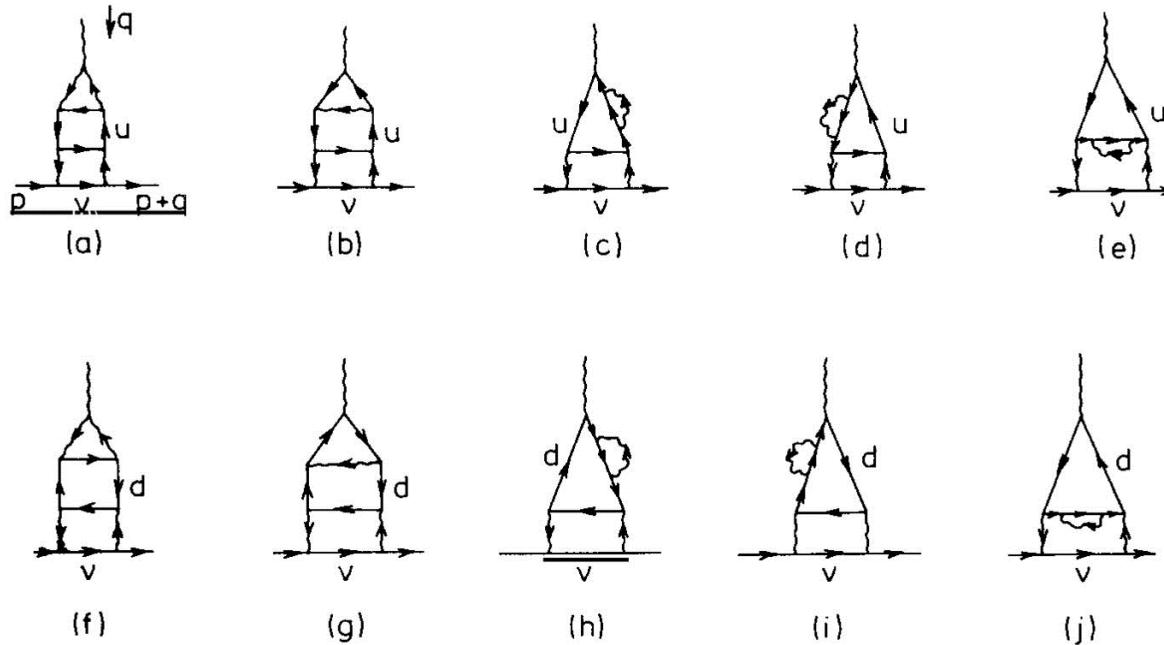 q
u
u
u
u
u
p v p+q
v
v
v
v
(a) (b) (c) (d) (e)
d
d
d
d
d
v
v
v
v
v
(f) (g) (h) (i) (j)